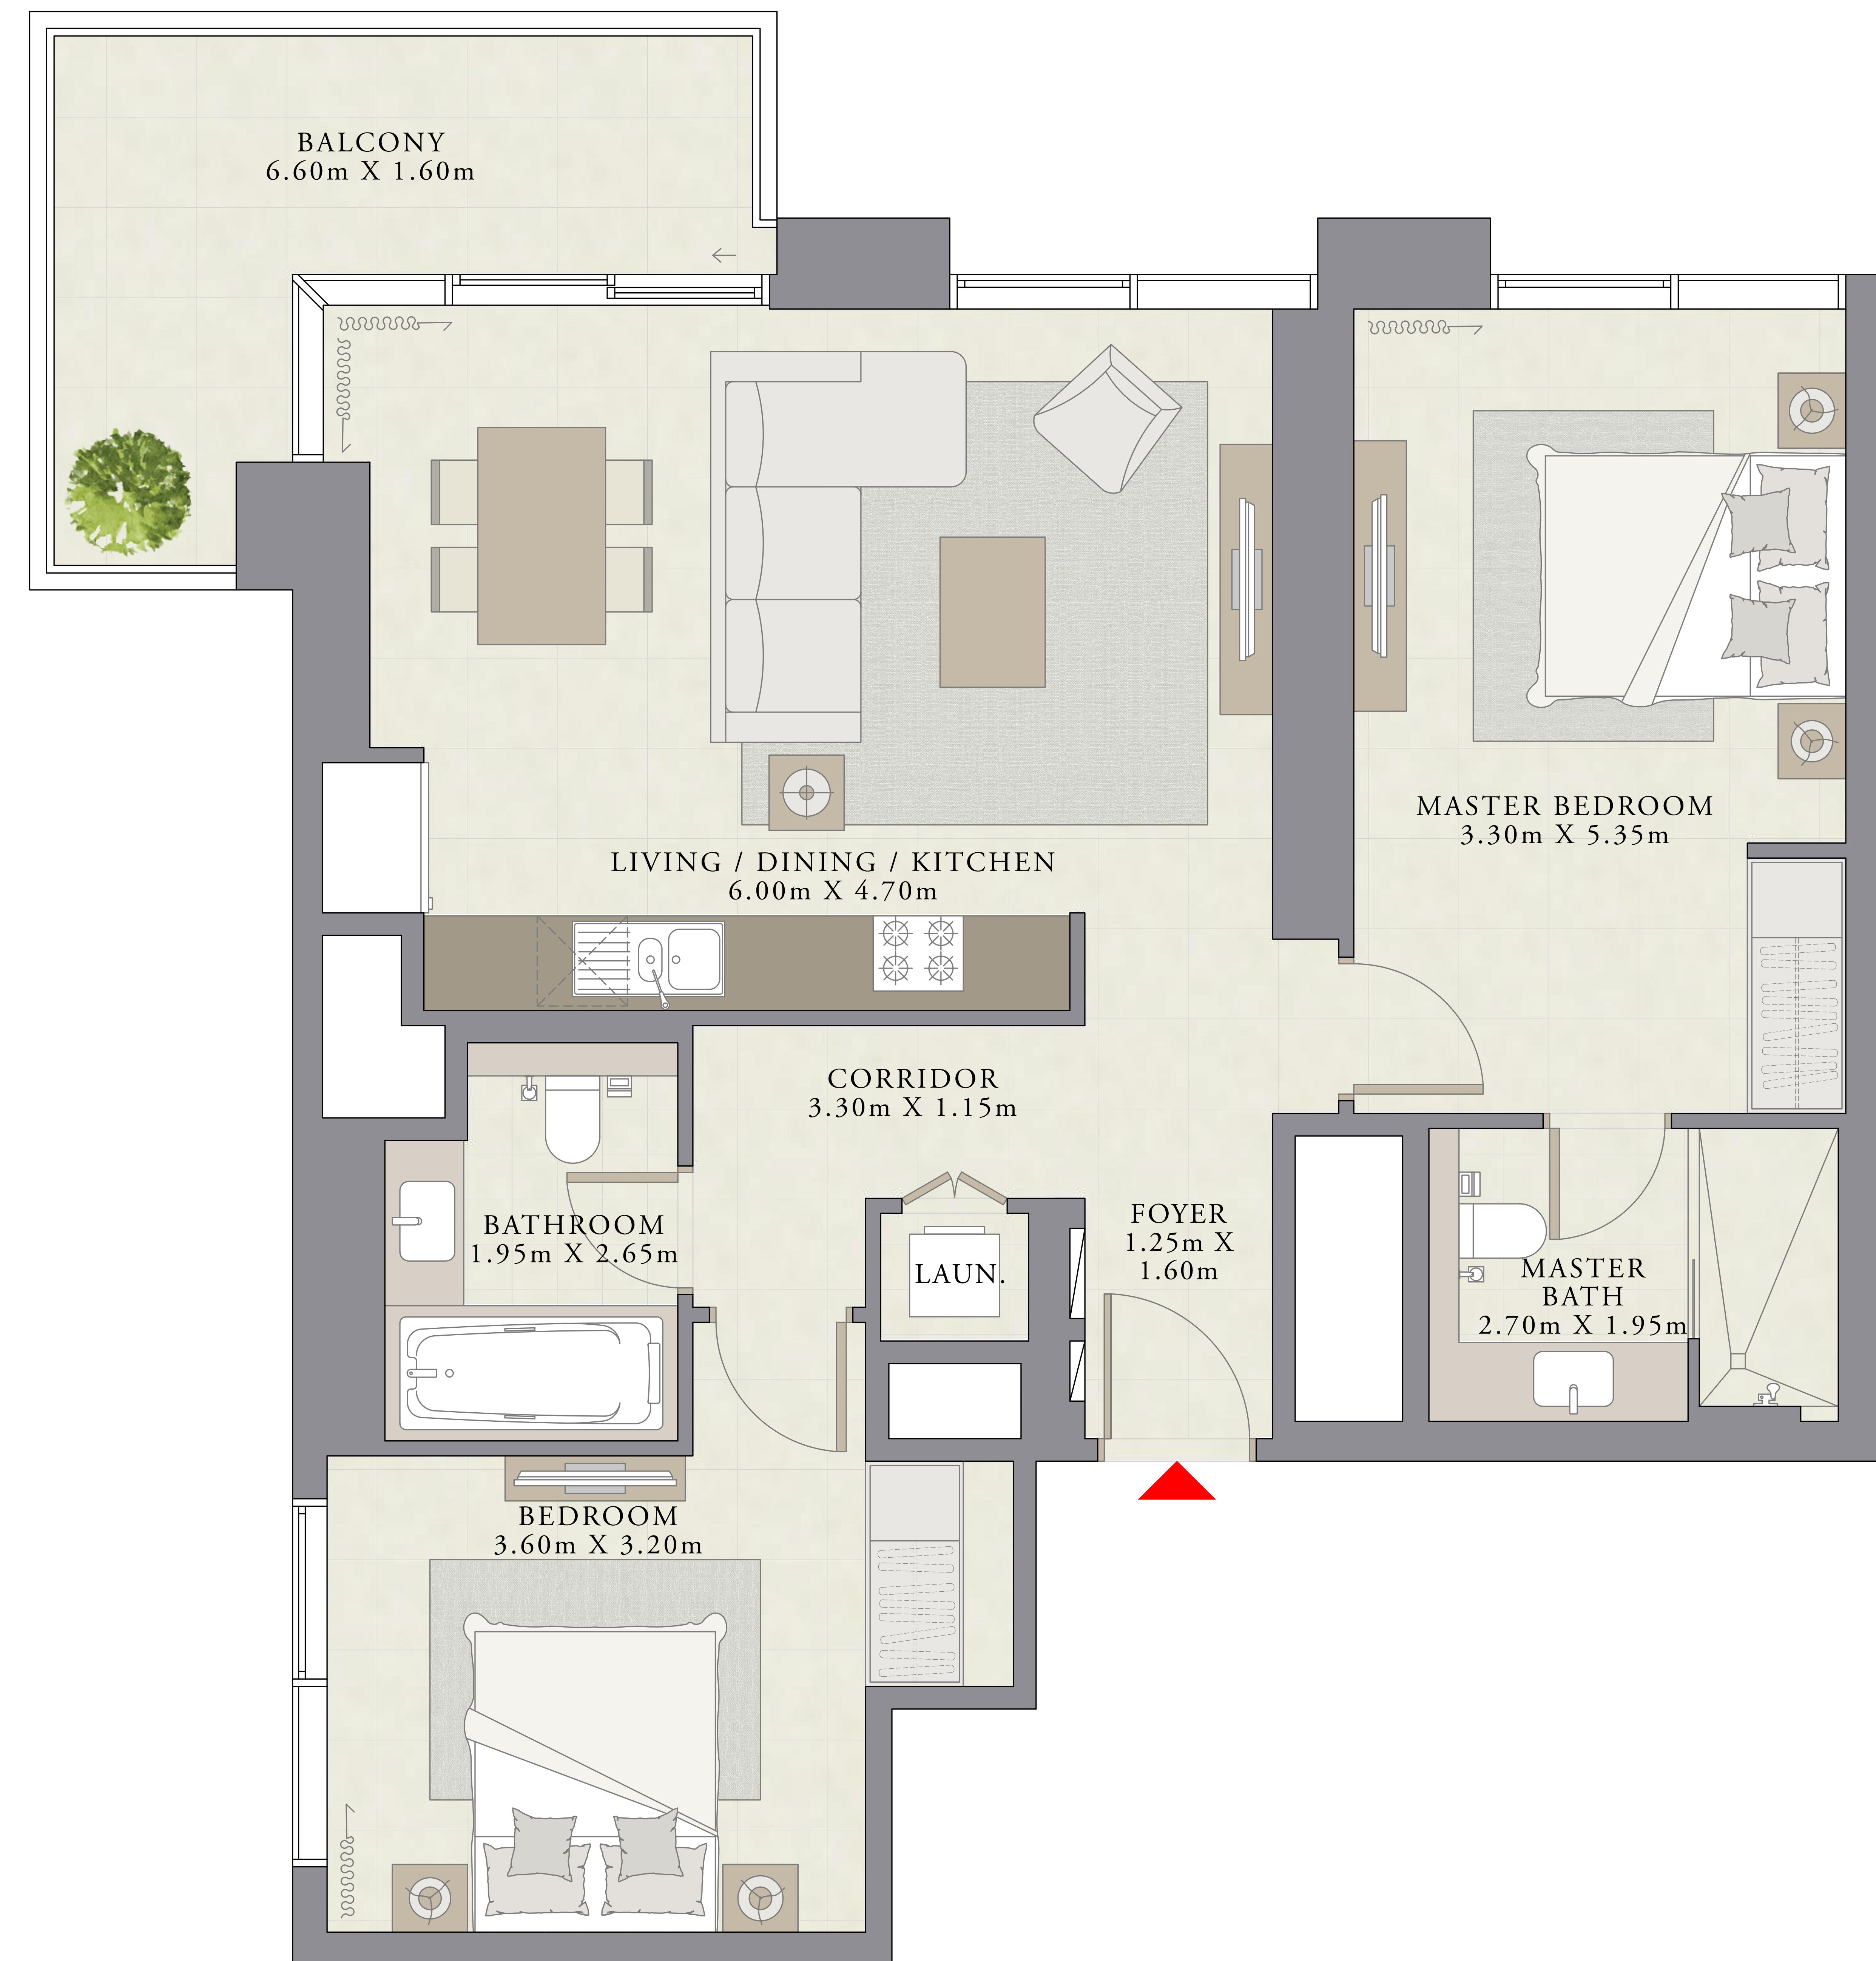 BALCONY
6.60m X 1.60m
LIVING / DINING / KITCHEN
6.00m X 4.70m
MASTER BEDROOM
3.30m X 5.35m
CORRIDOR
3.30m X 1.15m
BATHROOM
1.95m X 2.65m
LAUN.
FOYER
1.25m X
1.60m
MASTER
BATH
2.70m X 1.95m
BEDROOM
3.60m X 3.20m